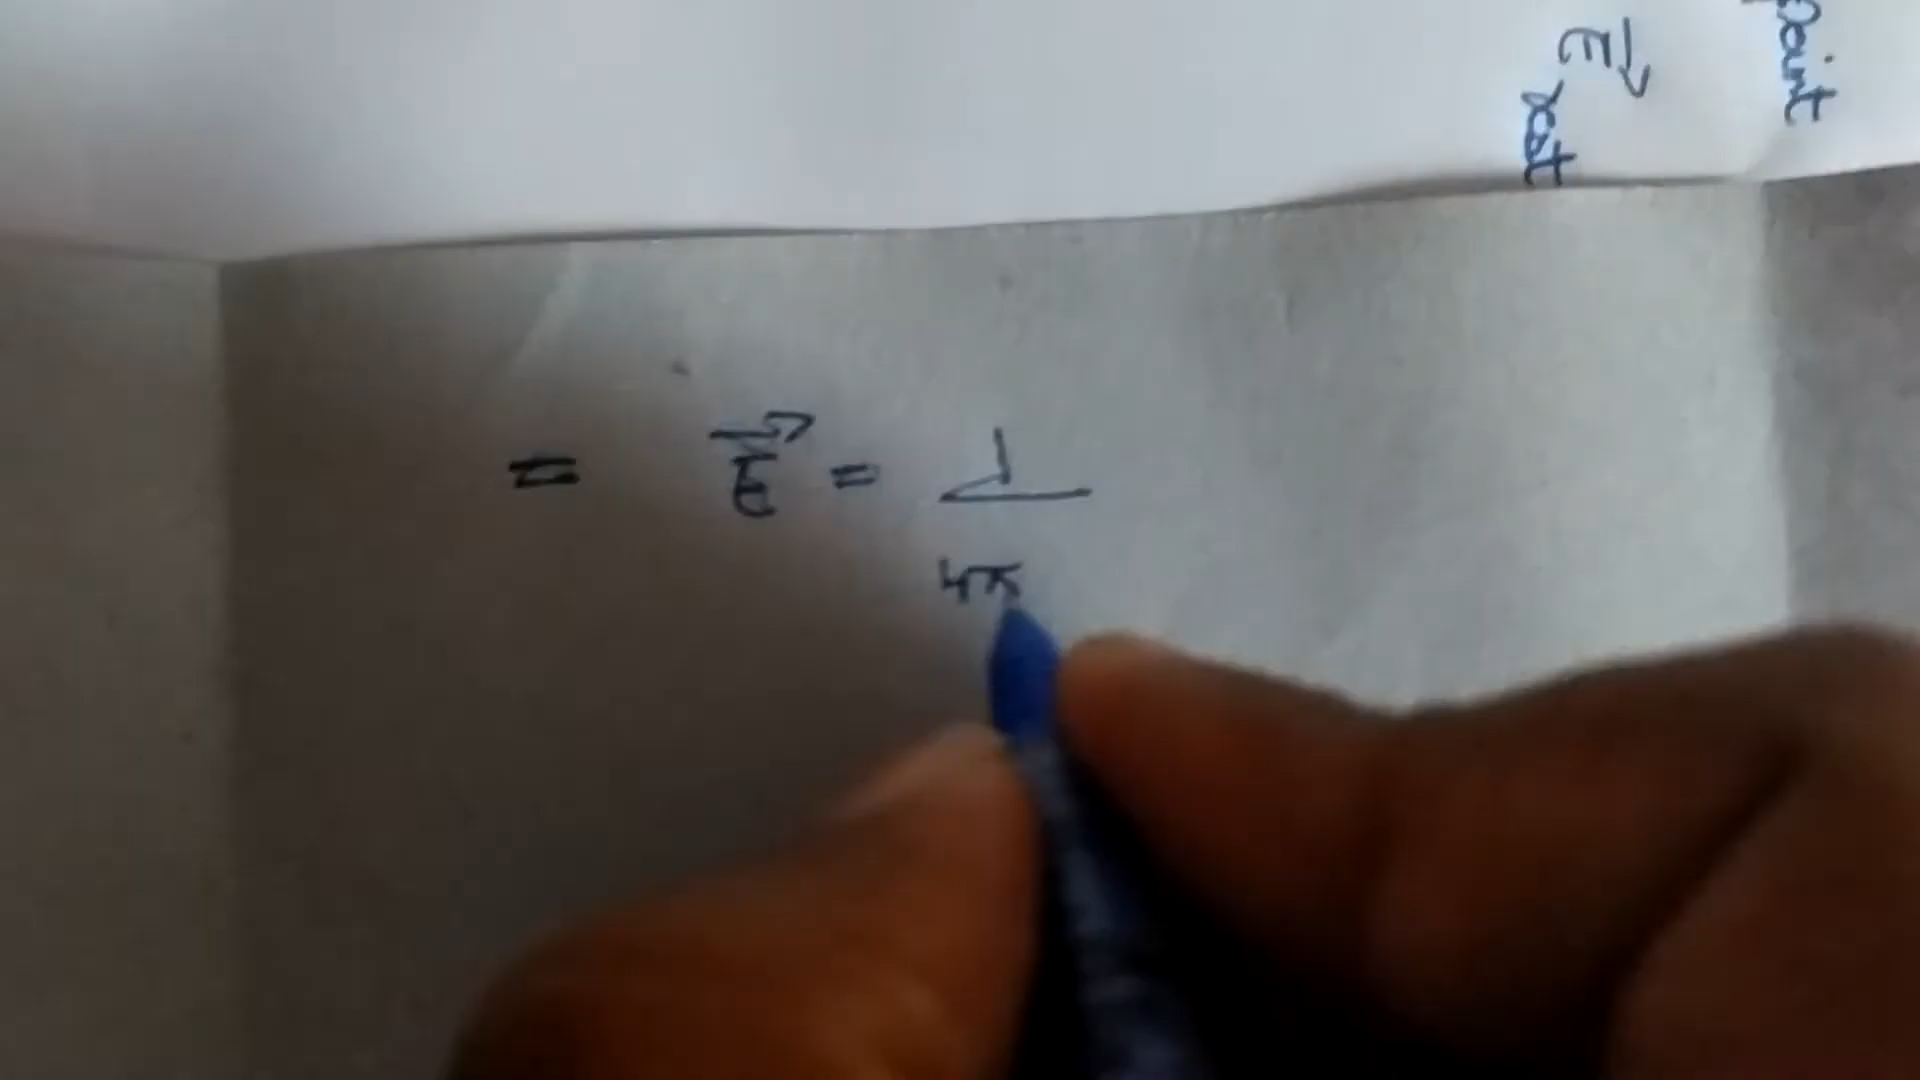 point
E⃗
= E⃗ = 1
4π